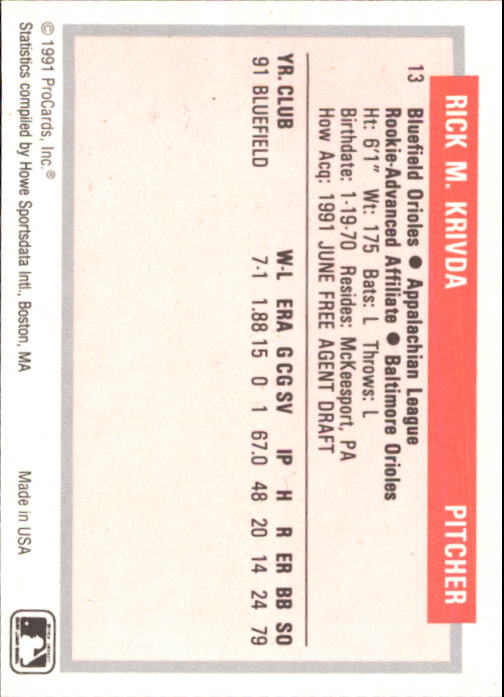 RICK M. KRIVDA PITCHER
13 Bluefield Orioles ● Appalachian League
Rookie-Advanced Affiliate ● Baltimore Orioles
Ht: 6'1" Wt: 175 Bats: L Throws: L
Birthdate: 1-19-70 Resides: McKeesport, PA
How Acq: 1991 JUNE FREE AGENT DRAFT
YR. CLUB W-L ERA G CG SV IP H R ER BB SO
91 BLUEFIELD 7-1 1.88 15 0 1 67.0 48 20 14 24 79
© 1991 ProCards, Inc.® Made in USA
Statistics compiled by Howe Sportsdata Intl., Boston, MA